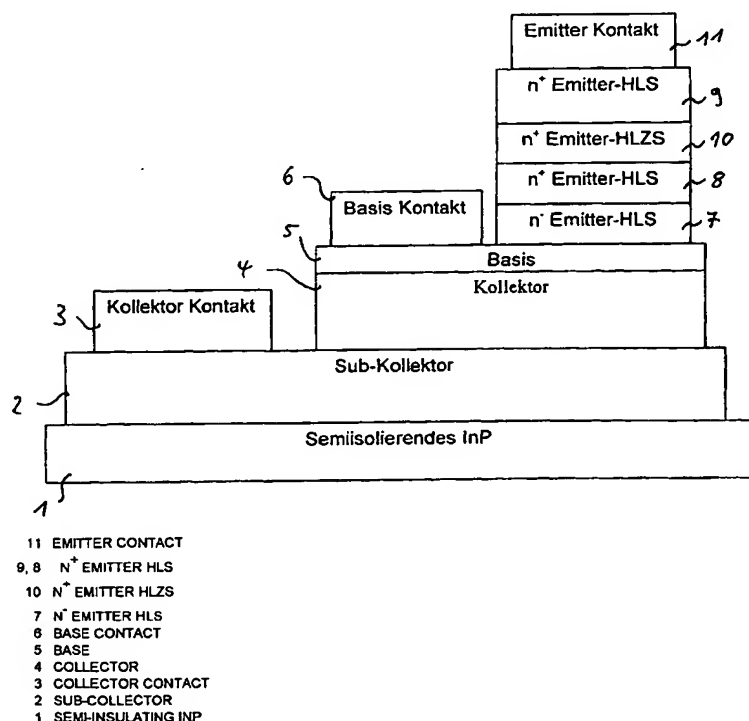 Emitter Kontakt
11
n⁺ Emitter-HLS
9
n⁺ Emitter-HLZS
10
n⁺ Emitter-HLS
8
n⁻ Emitter-HLS
7
6
Basis Kontakt
5
Basis
4
Kollektor
3
Kollektor Kontakt
Sub-Kollektor
2
Semiisolierendes InP
1
11 EMITTER CONTACT
9, 8 N⁺ EMITTER HLS
10 N⁺ EMITTER HLZS
7 N⁻ EMITTER HLS
6 BASE CONTACT
5 BASE
4 COLLECTOR
3 COLLECTOR CONTACT
2 SUB-COLLECTOR
1 SEMI-INSULATING INP